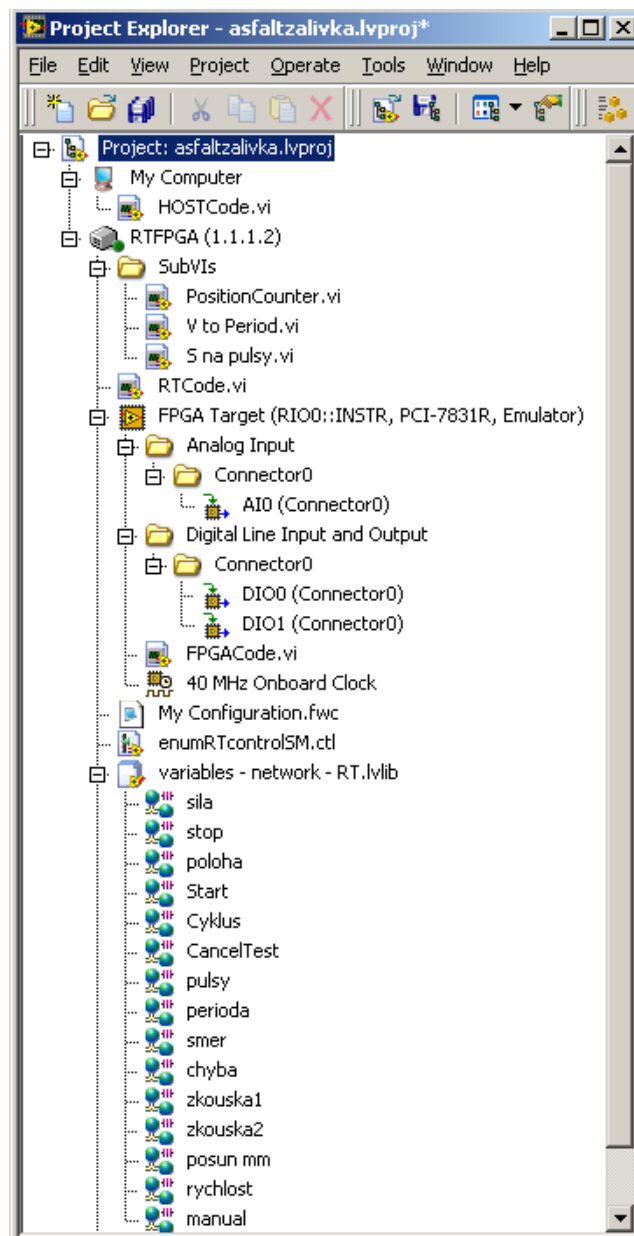 Project Explorer - asfaltzalivka.lvproj*
File Edit View Project Operate Tools Window Help
Project: asfaltzalivka.lvproj
My Computer
HOSTCode.vi
RTFPGA (1.1.1.2)
SubVIs
PositionCounter.vi
V to Period.vi
S na pulsy.vi
RTCode.vi
FPGA Target (RIO0::INSTR, PCI-7831R, Emulator)
Analog Input
Connector0
AI0 (Connector0)
Digital Line Input and Output
Connector0
DIO0 (Connector0)
DIO1 (Connector0)
FPGACode.vi
40 MHz Onboard Clock
My Configuration.fwc
enumRTcontrolSM.ctl
variables - network - RT.lvlib
sila
stop
poloha
Start
Cyklus
CancelTest
pulsy
perioda
smer
chyba
zkouska1
zkouska2
posun mm
rychlost
manual